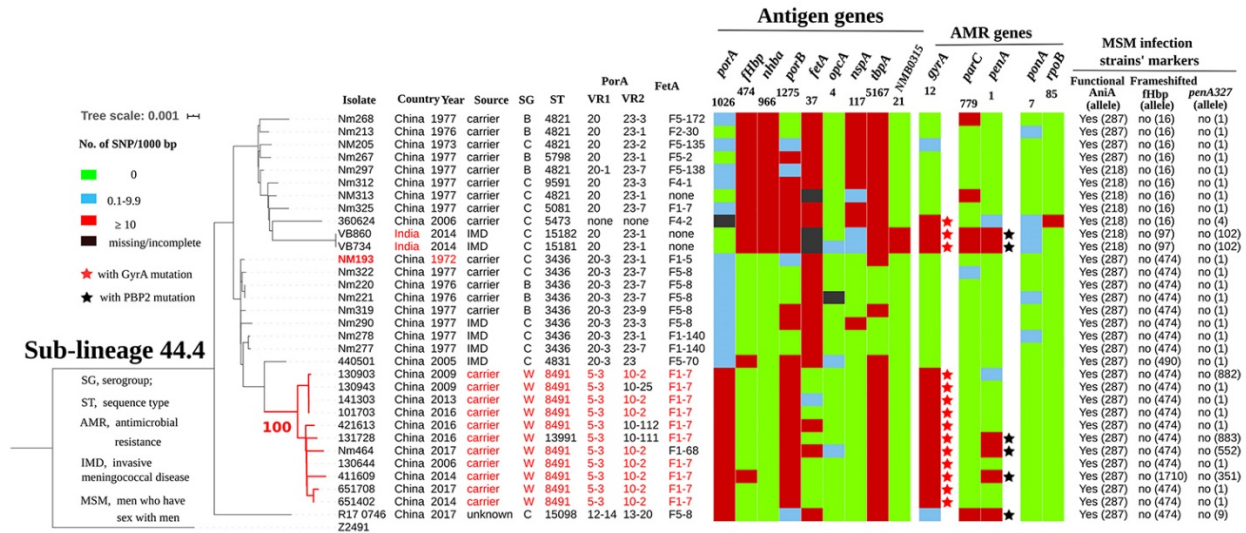 Antigen genes
AMR genes
MSM infection
strains' markers
porA fHbp nhba porB fetA opcA nspA tbpA NMB0315 gyrA parC penA ponA rpoB
1026 474 966 1275 37 4 117 5167 21 12 779 1 7 85
Functional AniA (allele) Frameshifted fHbp (allele) penA327 (allele)
PorA
Isolate Country Year Source SG ST VR1 VR2 FetA
Tree scale: 0.001
No. of SNP/1000 bp
0
0.1-9.9
≥ 10
missing/incomplete
with GyrA mutation
with PBP2 mutation
Sub-lineage 44.4
SG, serogroup;
ST, sequence type
AMR, antimicrobial
resistance
IMD, invasive
meningococcal disease
MSM, men who have
sex with men
100
Nm268 China 1977 carrier B 4821 20 23-3 F5-172 Yes (287) no (16) no (1)
Nm213 China 1976 carrier B 4821 20 23-1 F2-30 Yes (287) no (16) no (1)
NM205 China 1973 carrier C 4821 20 23-2 F5-135 Yes (287) no (16) no (1)
Nm267 China 1977 carrier B 5798 20 23-1 F5-2 Yes (287) no (16) no (1)
Nm297 China 1977 carrier B 4821 20-1 23-7 F5-138 Yes (218) no (16) no (1)
Nm312 China 1977 carrier C 9591 20 23-3 F4-1 Yes (287) no (16) no (1)
NM313 China 1977 carrier C 4821 20 23-1 none Yes (218) no (16) no (1)
Nm325 China 1977 carrier C 5081 20 23-7 F1-7 Yes (287) no (16) no (1)
360624 China 2006 carrier C 5473 none none F4-2 Yes (218) no (16) no (4)
VB860 India 2014 IMD C 15182 20 23-1 none Yes (218) no (97) no (102)
VB734 India 2014 IMD C 15181 20 23-1 none Yes (218) no (97) no (102)
NM193 China 1972 carrier C 3436 20-3 23-1 F1-5 Yes (287) no (474) no (1)
Nm322 China 1977 carrier C 3436 20-3 23-7 F5-8 Yes (287) no (474) no (1)
Nm220 China 1976 carrier B 3436 20-3 23-7 F5-8 Yes (287) no (474) no (1)
Nm221 China 1976 carrier B 3436 20-3 23-7 F5-8 Yes (287) no (474) no (1)
Nm319 China 1977 carrier B 3436 20-3 23-9 F5-8 Yes (287) no (474) no (1)
Nm290 China 1977 IMD C 3436 20-3 23-3 F5-8 Yes (287) no (474) no (1)
Nm278 China 1977 IMD C 3436 20-3 23-1 F1-140 Yes (287) no (474) no (1)
Nm277 China 1977 IMD C 3436 20-3 23-7 F1-140 Yes (287) no (474) no (1)
440501 China 2005 IMD C 4831 20-3 23 F5-70 Yes (287) no (490) no (1)
130903 China 2009 carrier W 8491 5-3 10-2 F1-7 Yes (287) no (474) no (882)
130943 China 2009 carrier W 8491 5-3 10-25 F1-7 Yes (287) no (474) no (1)
141303 China 2013 carrier W 8491 5-3 10-2 F1-7 Yes (287) no (474) no (1)
101703 China 2016 carrier W 8491 5-3 10-2 F1-7 Yes (287) no (474) no (1)
421613 China 2016 carrier W 8491 5-3 10-112 F1-7 Yes (287) no (474) no (1)
131728 China 2016 carrier W 13991 5-3 10-111 F1-7 Yes (287) no (474) no (883)
Nm464 China 2017 carrier W 8491 5-3 10-2 F1-68 Yes (287) no (474) no (552)
130644 China 2006 carrier W 8491 5-3 10-2 F1-7 Yes (287) no (474) no (1)
411609 China 2014 carrier W 8491 5-3 10-2 F1-7 Yes (287) no (1710) no (351)
651708 China 2017 carrier W 8491 5-3 10-2 F1-7 Yes (287) no (474) no (1)
651402 China 2014 carrier W 8491 5-3 10-2 F1-7 Yes (287) no (474) no (1)
R17 0746 China 2017 unknown C 15098 12-14 13-20 F5-8 Yes (287) no (474) no (9)
Z2491